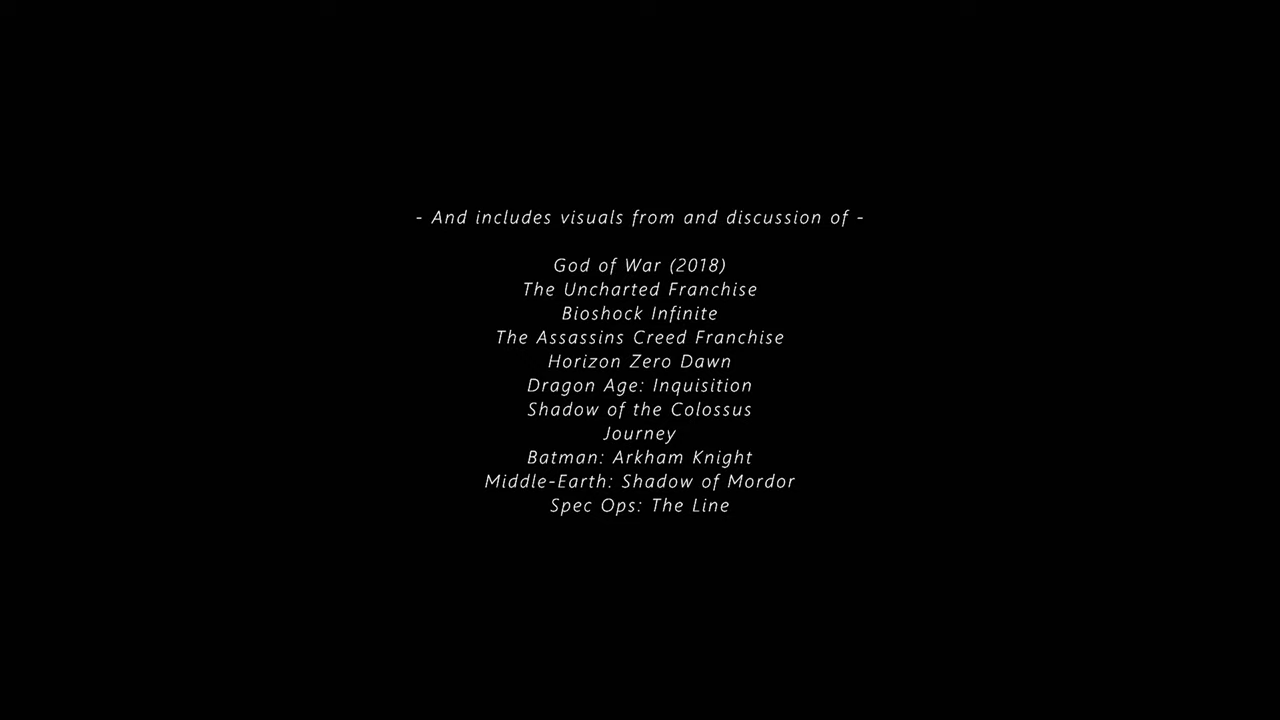 - And includes visuals from and discussion of -
God of War (2018)
The Uncharted Franchise
Bioshock Infinite
The Assassins Creed Franchise
Horizon Zero Dawn
Dragon Age: Inquisition
Shadow of the Colossus
Journey
Batman: Arkham Knight
Middle-Earth: Shadow of Mordor
Spec Ops: The Line